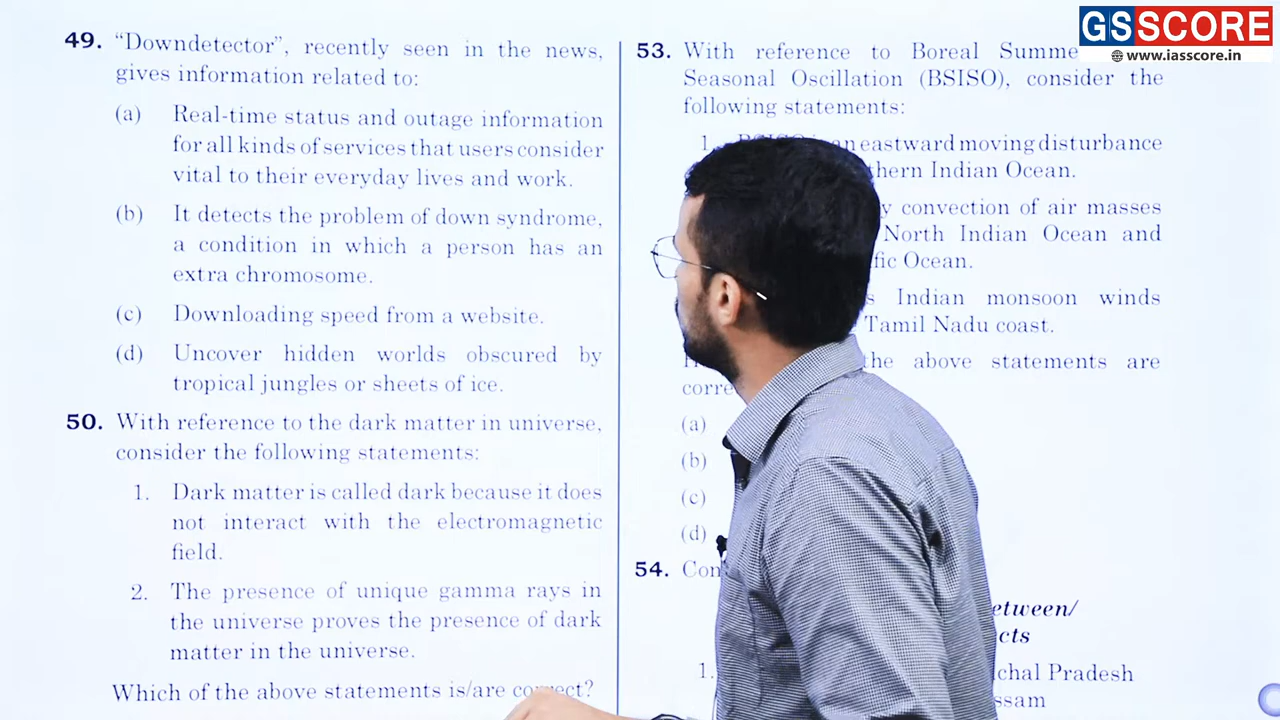 49. "Downdetector", recently seen in the news,
gives information related to:
(a) Real-time status and outage information
for all kinds of services that users consider
vital to their everyday lives and work.
(b) It detects the problem of down syndrome,
a condition in which a person has an
extra chromosome.
(c) Downloading speed from a website.
(d) Uncover hidden worlds obscured by
tropical jungles or sheets of ice.
50. With reference to the dark matter in universe,
consider the following statements:
1. Dark matter is called dark because it does
not interact with the electromagnetic
field.
2. The presence of unique gamma rays in
the universe proves the presence of dark
matter in the universe.
Which of the above statements is/are correct?
GSSCORE
www.iasscore.in
53. With reference to Boreal Summe
Seasonal Oscillation (BSISO), consider the
following statements:
1. eastward moving disturbance
Indian Ocean.
convection of air masses
North Indian Ocean and
Ocean.
Indian monsoon winds
Tamil Nadu coast.
the above statements are
(a)
(b)
(c)
(d)
54.
1. Pradesh